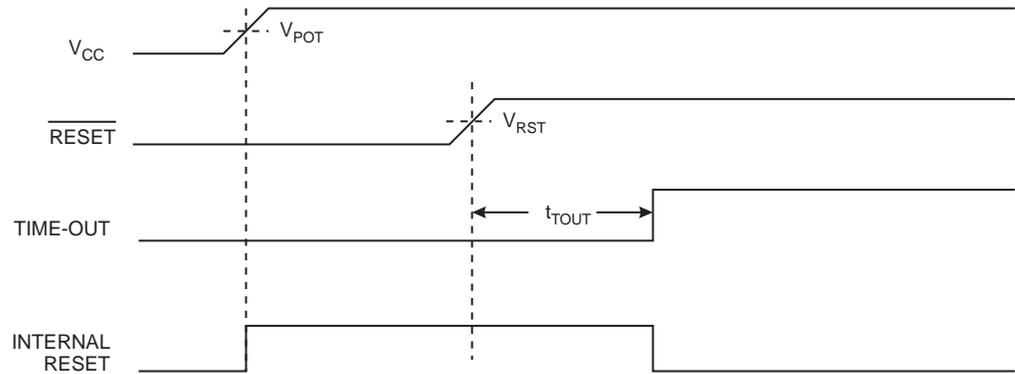 VCC
VPOT
RESET
VRST
TIME-OUT
tTOUT
INTERNAL
RESET